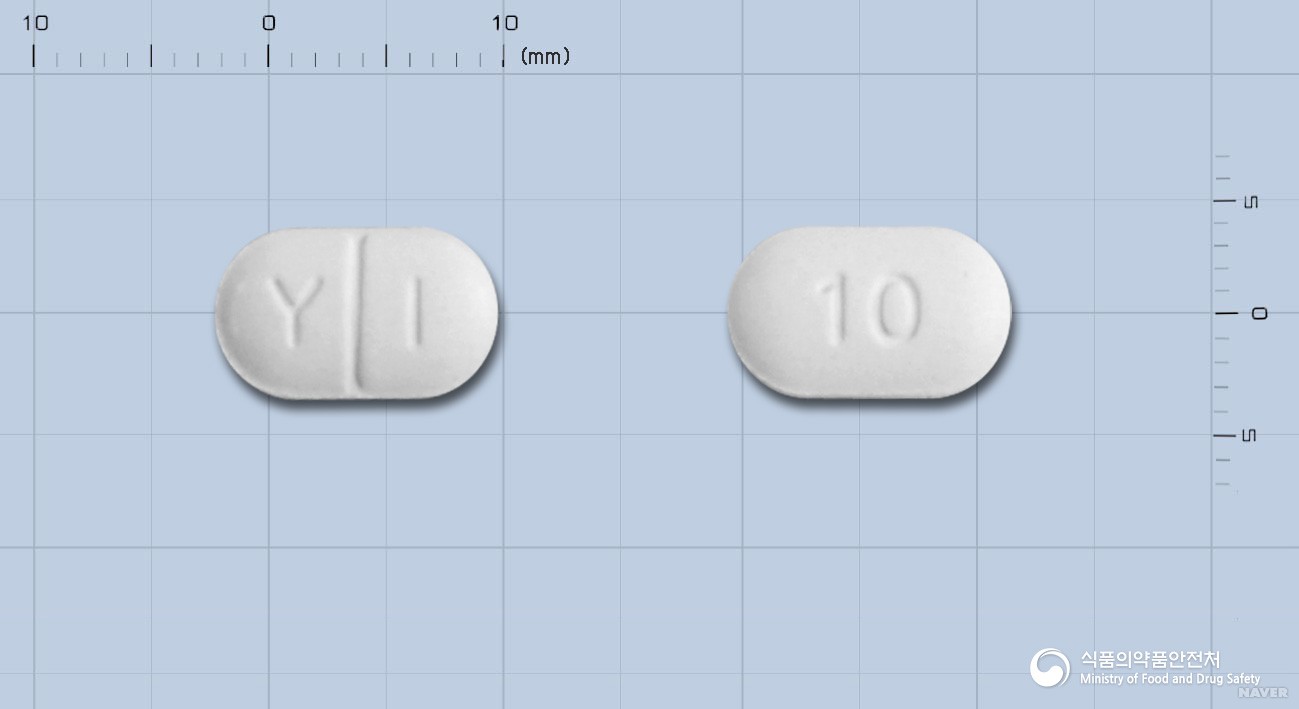 10 0 10
(mm)
5
Y I
10
0
5
식품의약품안전처
Ministry of Food and Drug Safety
NAVER